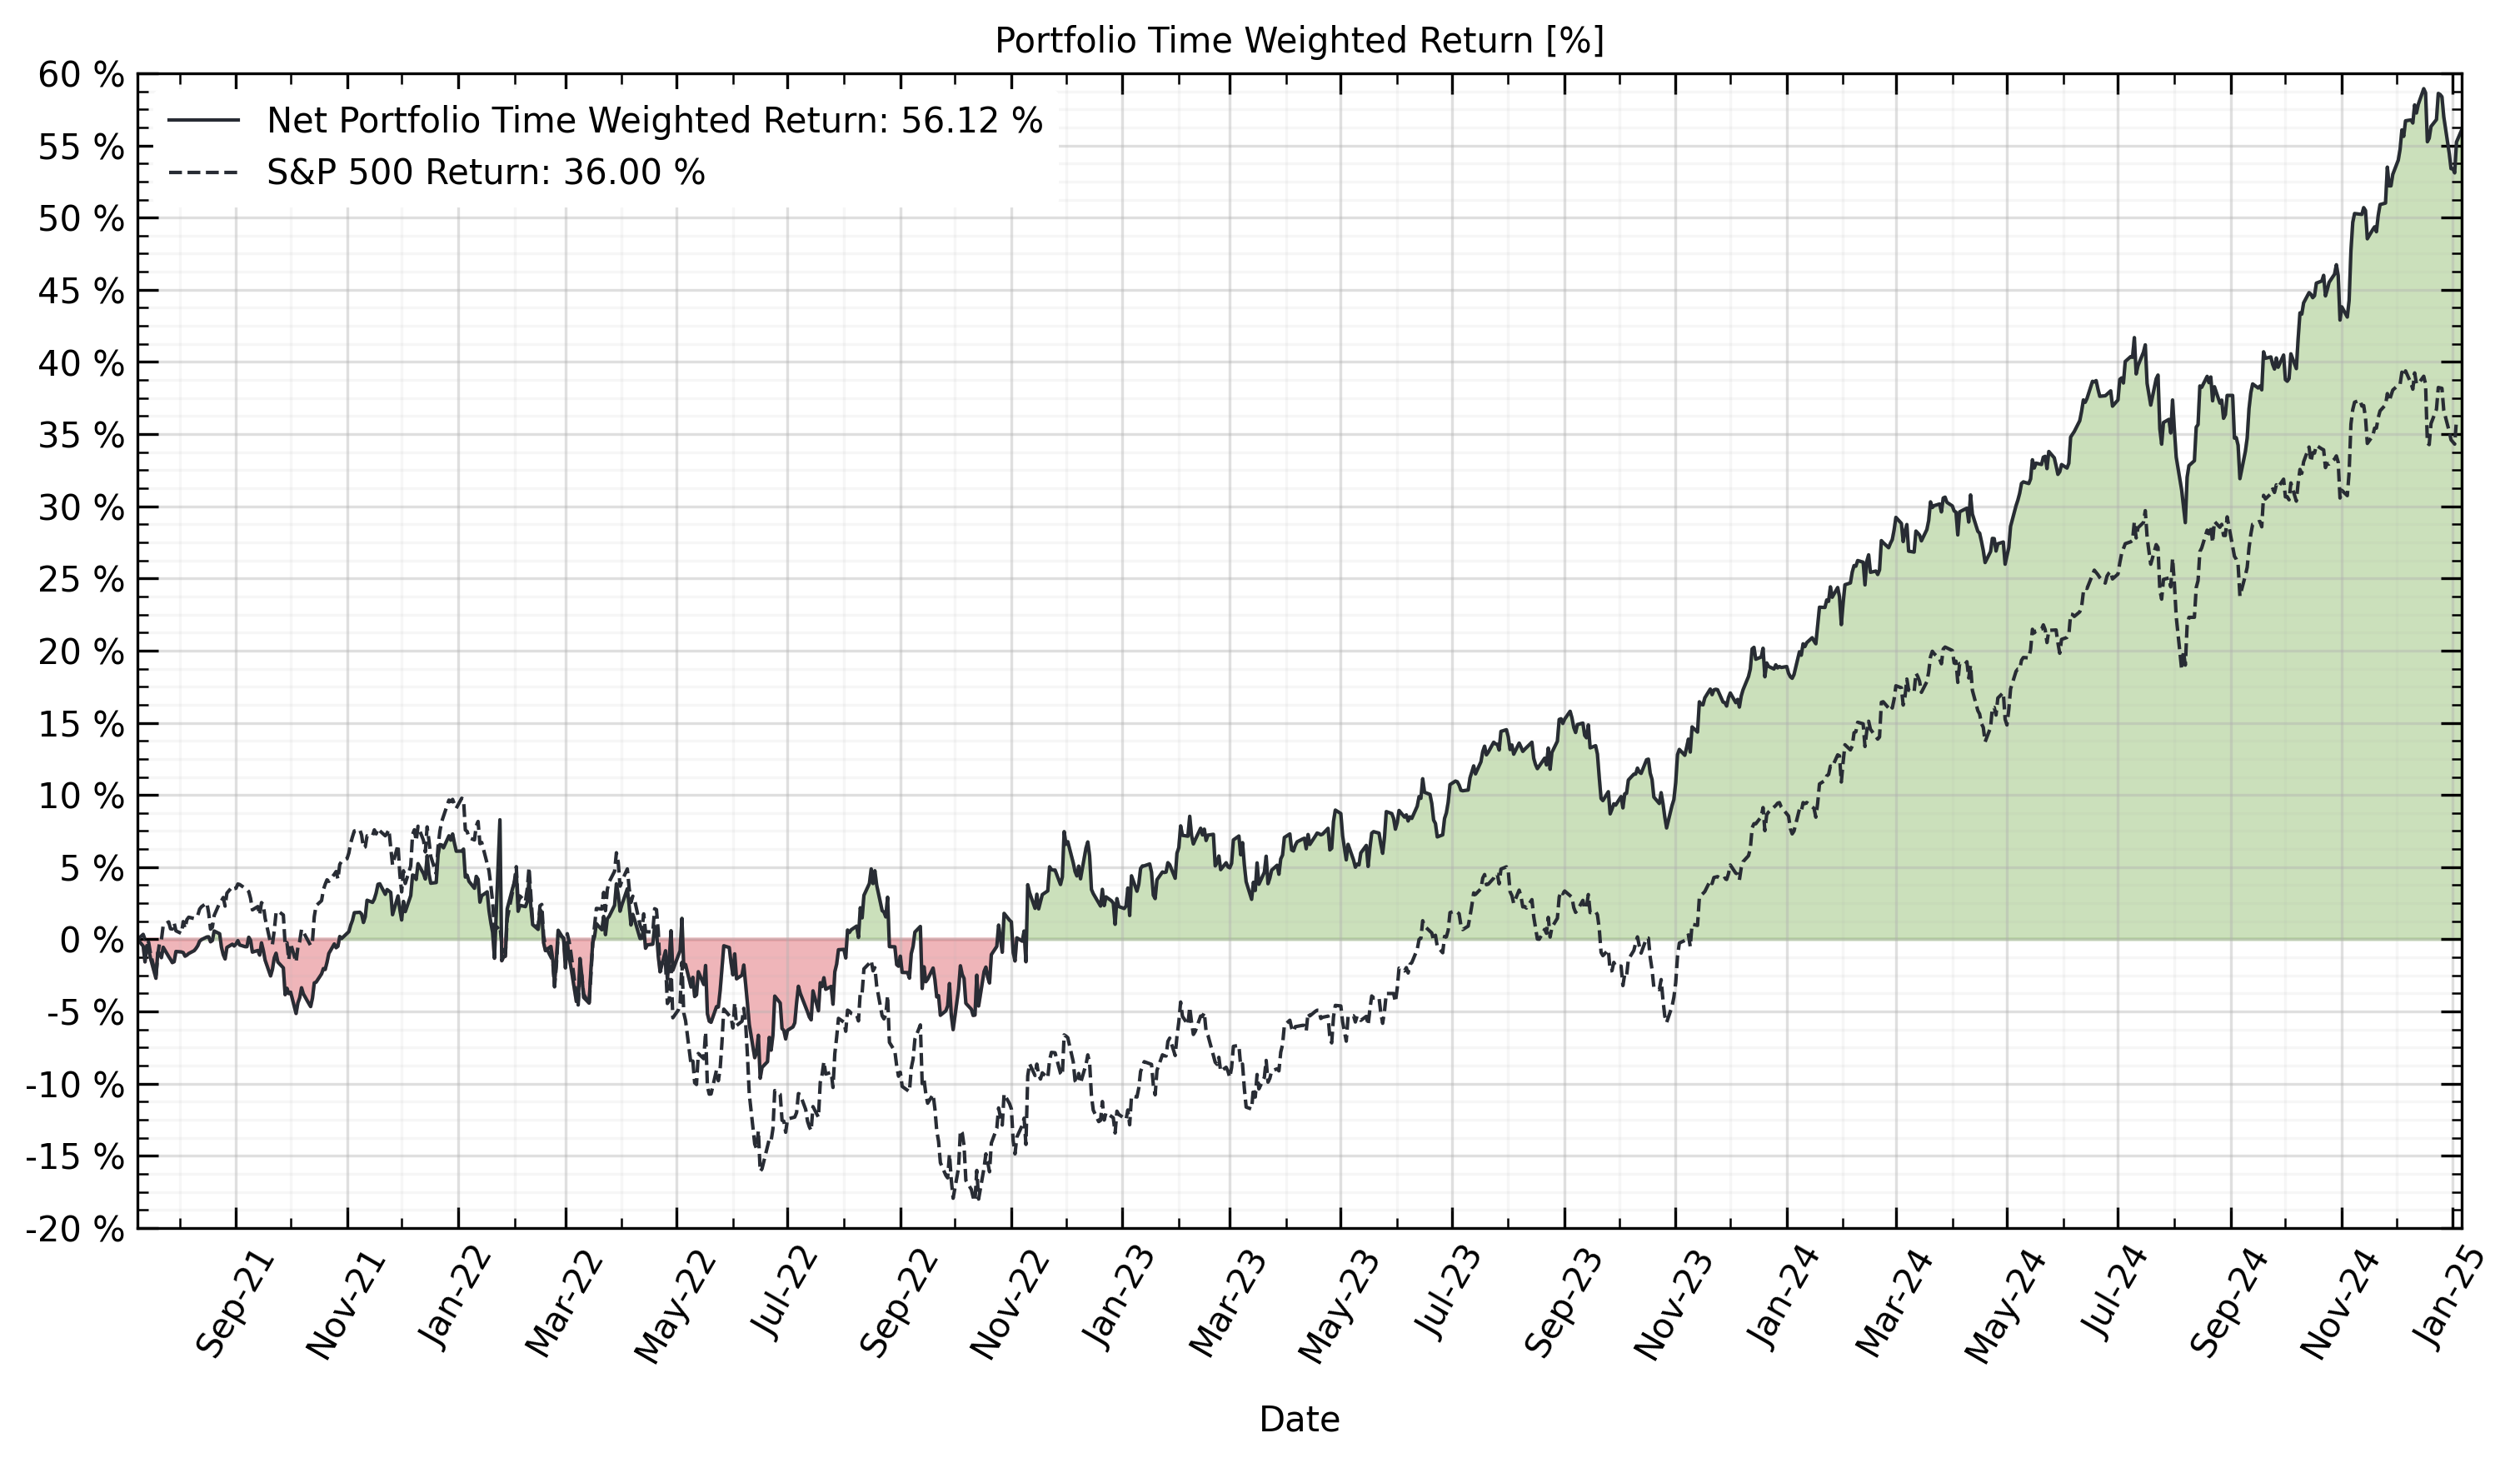 Portfolio Time Weighted Return [%]
60 %
55 %
50 %
45 %
40 %
35 %
30 %
25 %
20 %
15 %
10 %
5 %
0 %
-5 %
-10 %
-15 %
-20 %
Net Portfolio Time Weighted Return: 56.12 %
S&P 500 Return: 36.00 %
Sep-21
Nov-21
Jan-22
Mar-22
May-22
Jul-22
Sep-22
Nov-22
Jan-23
Mar-23
May-23
Jul-23
Sep-23
Nov-23
Jan-24
Mar-24
May-24
Jul-24
Sep-24
Nov-24
Jan-25
Date